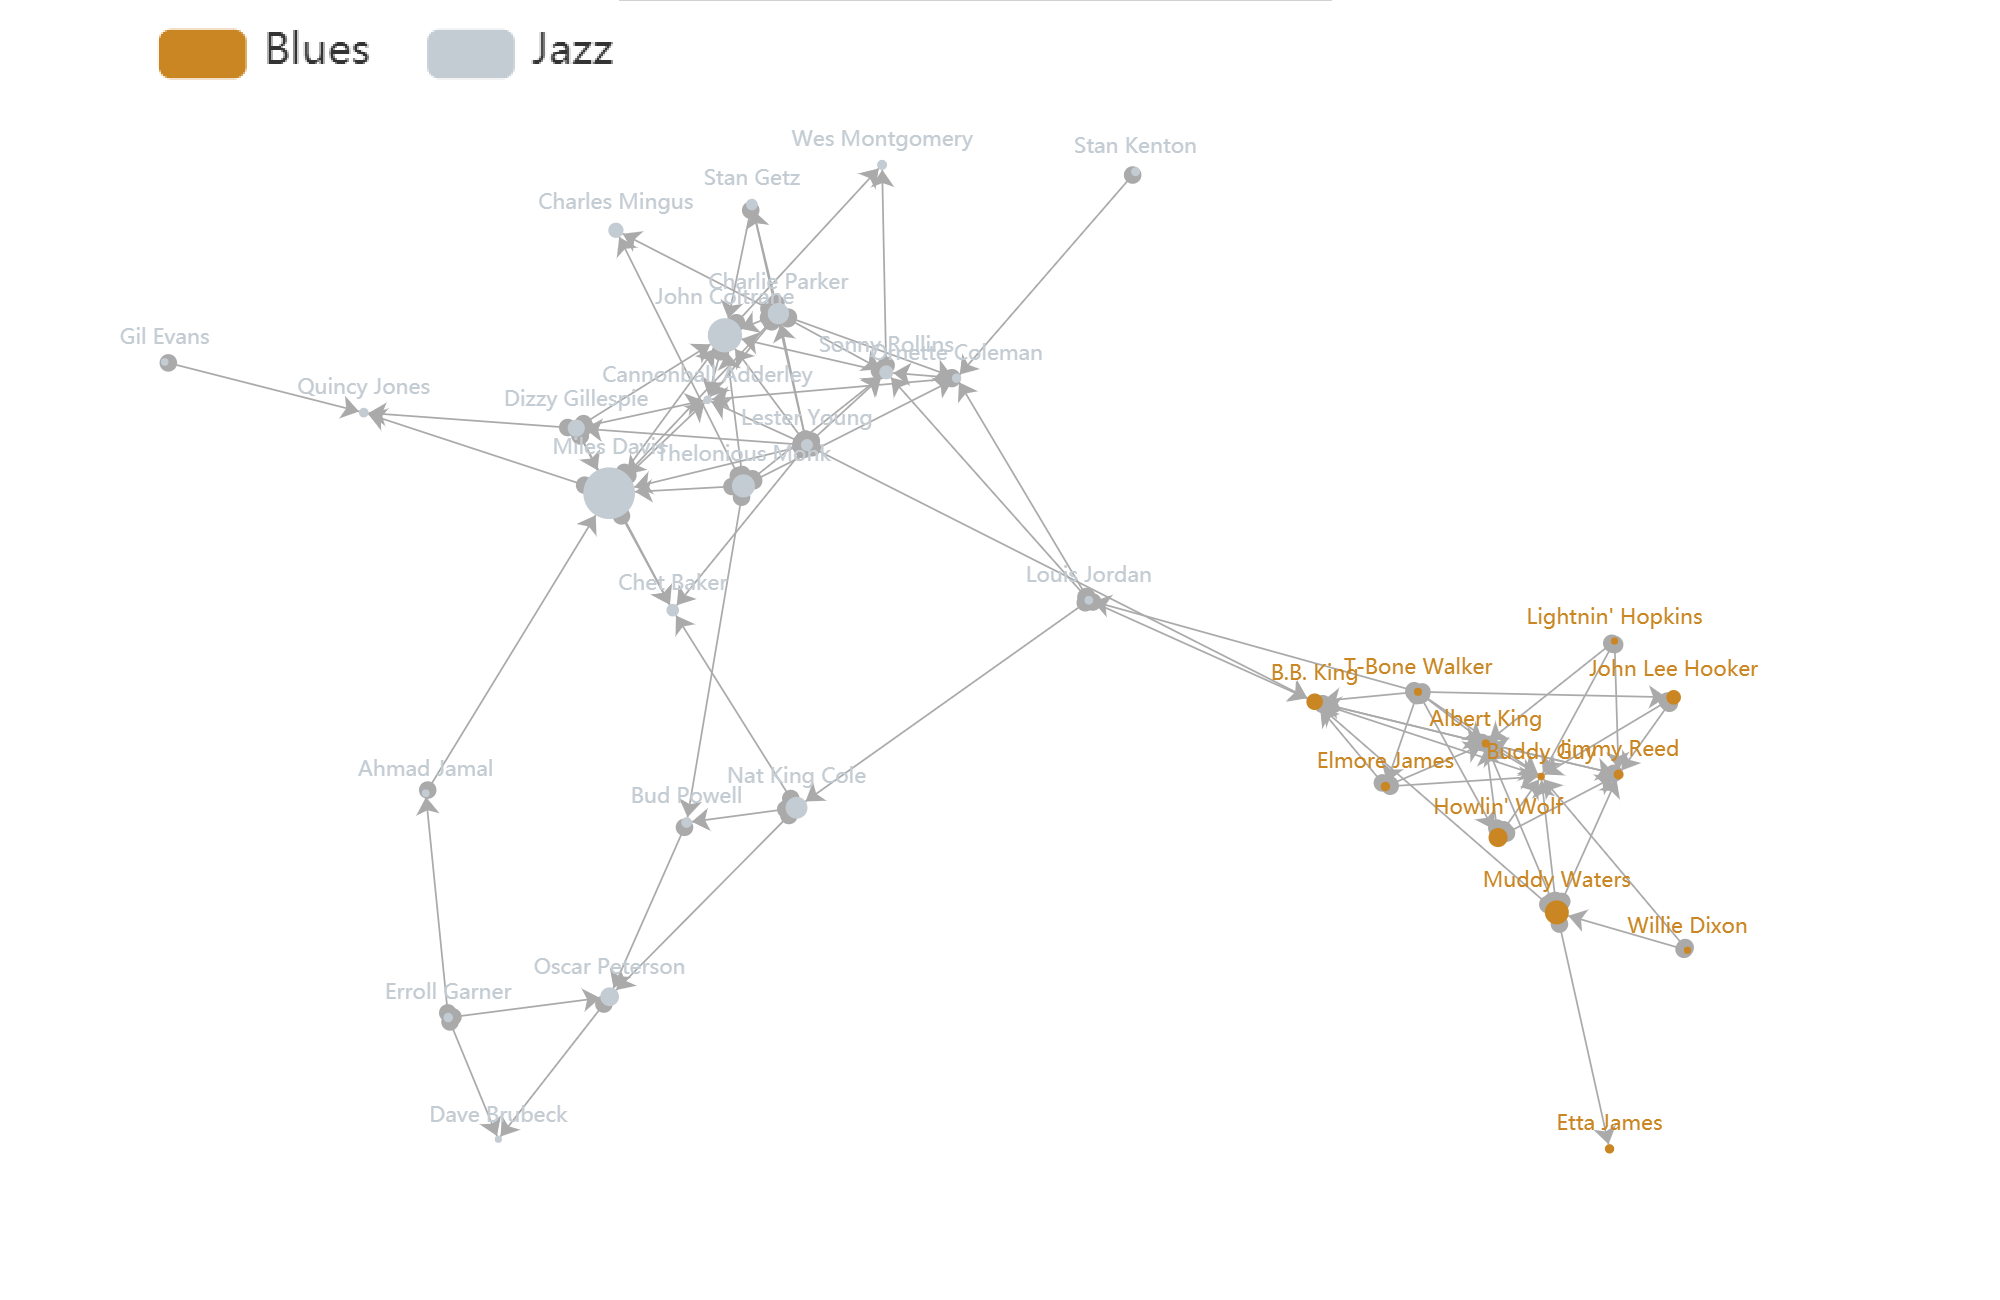 Blues
Jazz
Wes Montgomery
Stan Kenton
Stan Getz
Charles Mingus
Charlie Parker
John Coltrane
Gil Evans
Sonny Rollins
Ornette Coleman
Quincy Jones
Cannonball Adderley
Dizzy Gillespie
Lester Young
Miles Davis
Thelonious Monk
Chet Baker
Louis Jordan
Lightnin' Hopkins
B.B. King
T-Bone Walker
John Lee Hooker
Albert King
Buddy Guy
Jimmy Reed
Elmore James
Ahmad Jamal
Nat King Cole
Bud Powell
Howlin' Wolf
Muddy Waters
Willie Dixon
Oscar Peterson
Erroll Garner
Dave Brubeck
Etta James